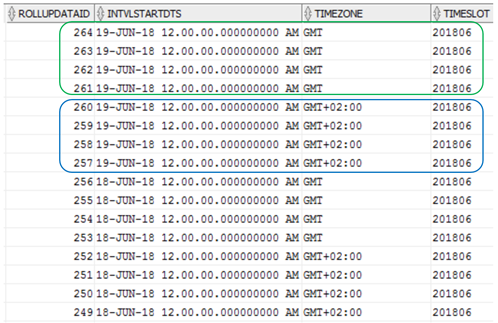 ROLLUPDATAID INTVLSTARTDTS TIMEZONE TIMESLOT
264 19-JUN-18 12.00.00.000000000 AM GMT 201806
263 19-JUN-18 12.00.00.000000000 AM GMT 201806
262 19-JUN-18 12.00.00.000000000 AM GMT 201806
261 19-JUN-18 12.00.00.000000000 AM GMT 201806
260 19-JUN-18 12.00.00.000000000 AM GMT+02:00 201806
259 19-JUN-18 12.00.00.000000000 AM GMT+02:00 201806
258 19-JUN-18 12.00.00.000000000 AM GMT+02:00 201806
257 19-JUN-18 12.00.00.000000000 AM GMT+02:00 201806
256 18-JUN-18 12.00.00.000000000 AM GMT 201806
255 18-JUN-18 12.00.00.000000000 AM GMT 201806
254 18-JUN-18 12.00.00.000000000 AM GMT 201806
253 18-JUN-18 12.00.00.000000000 AM GMT 201806
252 18-JUN-18 12.00.00.000000000 AM GMT+02:00 201806
251 18-JUN-18 12.00.00.000000000 AM GMT+02:00 201806
250 18-JUN-18 12.00.00.000000000 AM GMT+02:00 201806
249 18-JUN-18 12.00.00.000000000 AM GMT+02:00 201806